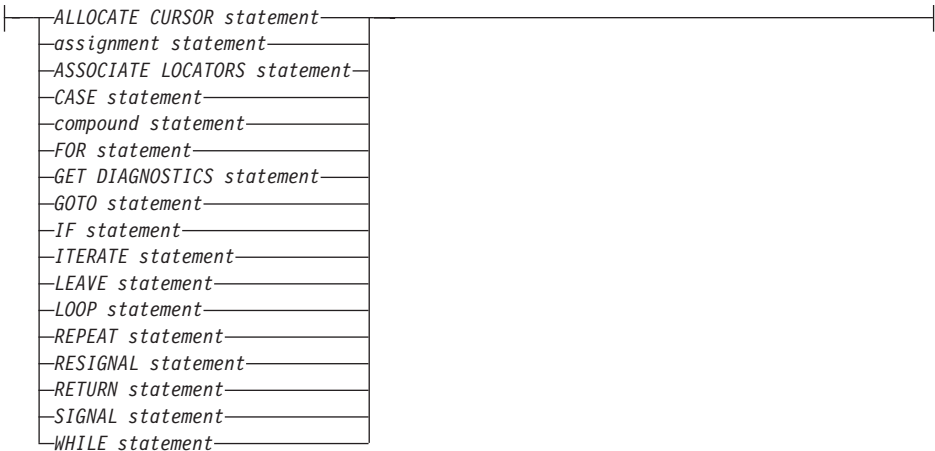 ALLOCATE CURSOR statement
assignment statement
ASSOCIATE LOCATORS statement
CASE statement
compound statement
FOR statement
GET DIAGNOSTICS statement
GOTO statement
IF statement
ITERATE statement
LEAVE statement
LOOP statement
REPEAT statement
RESIGNAL statement
RETURN statement
SIGNAL statement
WHILE statement